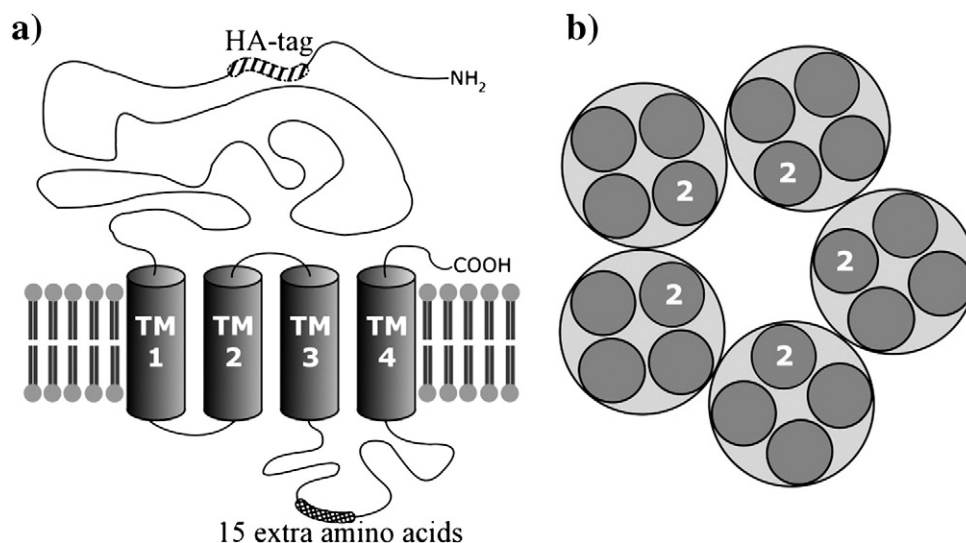 a)
HA-tag
NH2
COOH
TM
1
TM
2
TM
3
TM
4
15 extra amino acids
b)
2
2
2
2
2